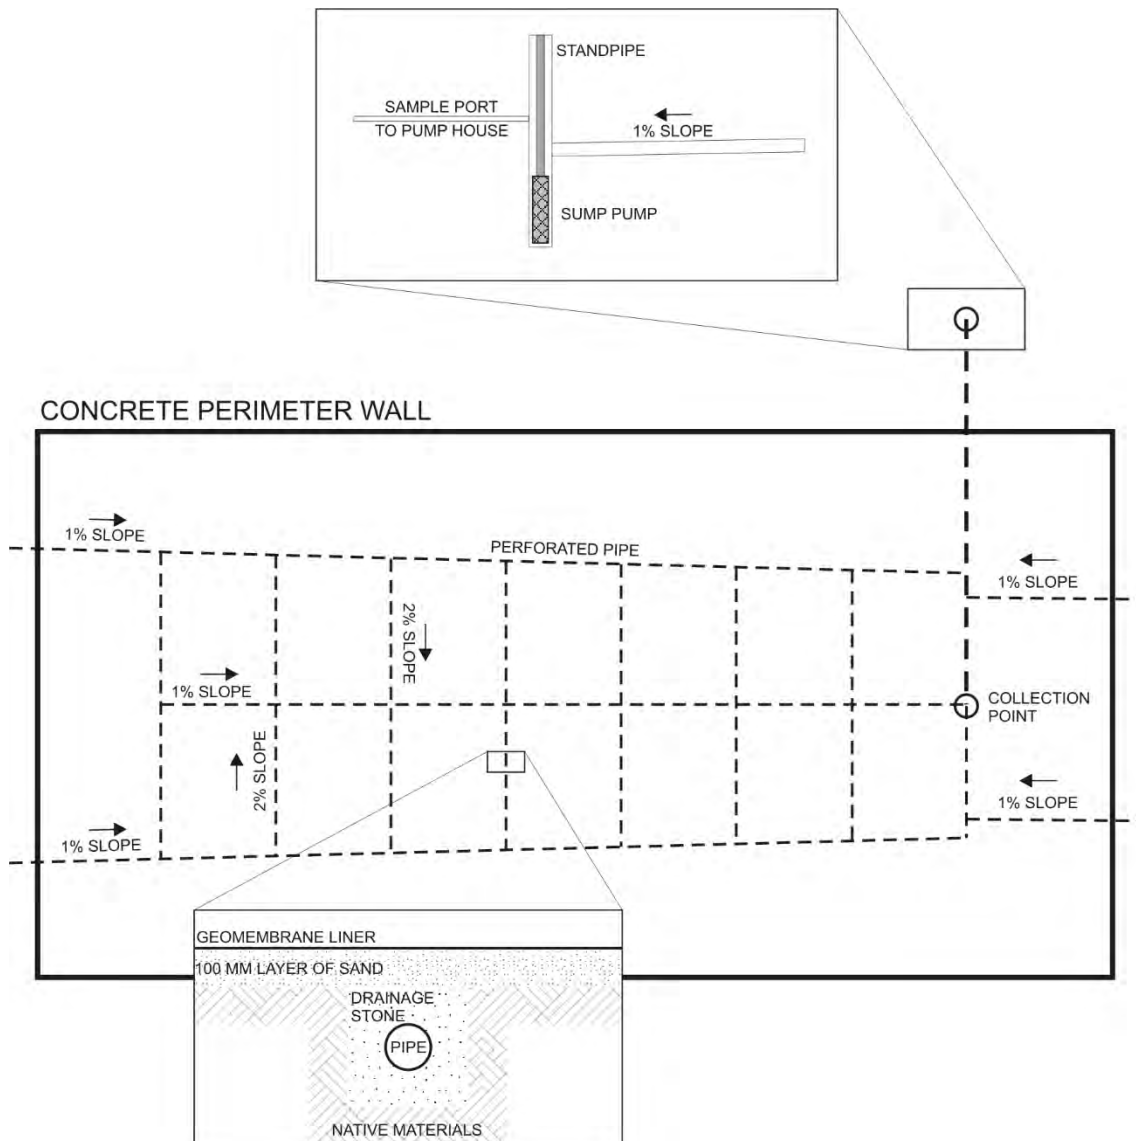 STANDPIPE
SAMPLE PORT
TO PUMP HOUSE
1% SLOPE
SUMP PUMP
CONCRETE PERIMETER WALL
1% SLOPE
PERFORATED PIPE
1% SLOPE
2% SLOPE
1% SLOPE
COLLECTION
POINT
2% SLOPE
1% SLOPE
1% SLOPE
GEOMEMBRANE LINER
100 MM LAYER OF SAND
DRAINAGE
STONE
PIPE
NATIVE MATERIALS